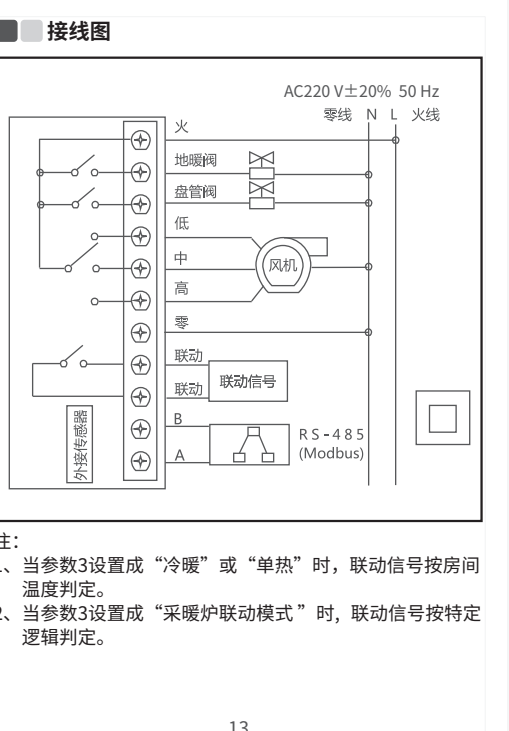 接线图
AC220 V±20% 50 Hz
零线 N L 火线
火
地暖阀
盘管阀
低
中
风机
高
零
联动
联动信号
联动
外接传感器
B
RS-485
(Modbus)
A
注：
1、当参数3设置成“冷暖”或“单热”时，联动信号按房间
温度判定。
2、当参数3设置成“采暖炉联动模式”时, 联动信号按特定
逻辑判定。
13